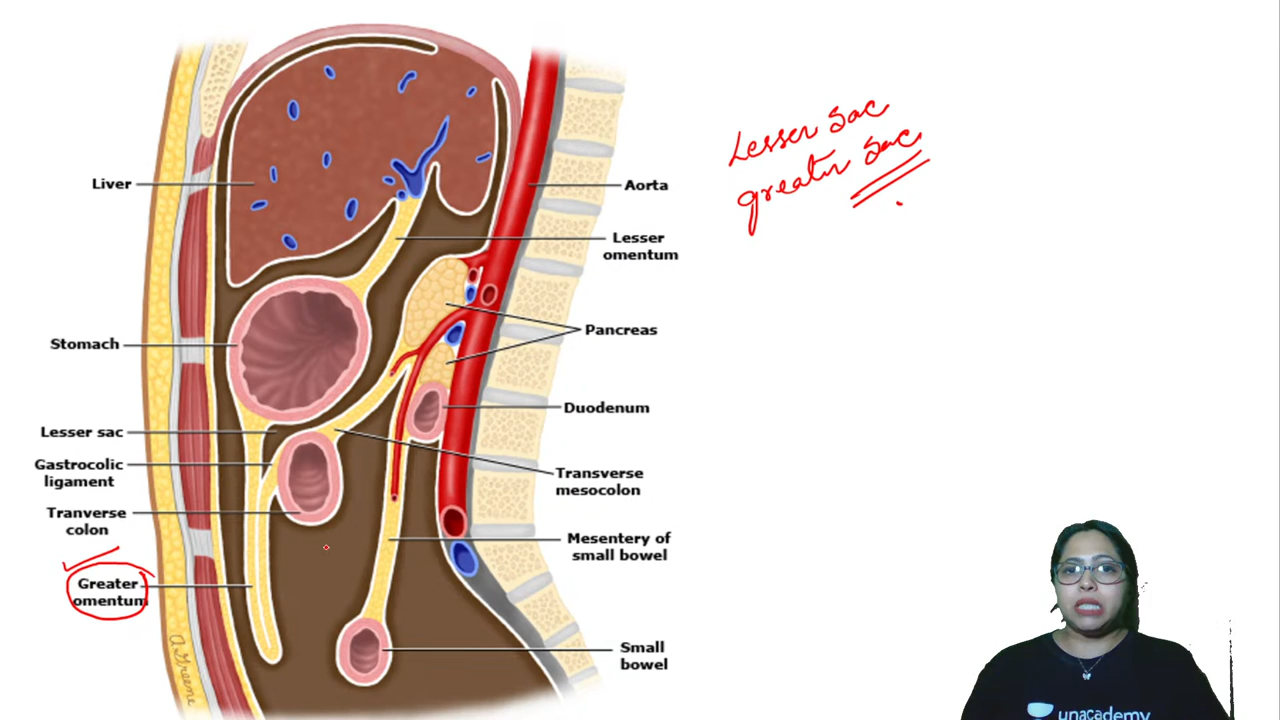 Lesser sac
greater sac
Liver
Aorta
Lesser
omentum
Pancreas
Stomach
Duodenum
Lesser sac
Gastrocolic
ligament
Transverse
mesocolon
Tranverse
colon
Mesentery of
small bowel
Greater
omentum
Small
bowel
A Greene
unacademy